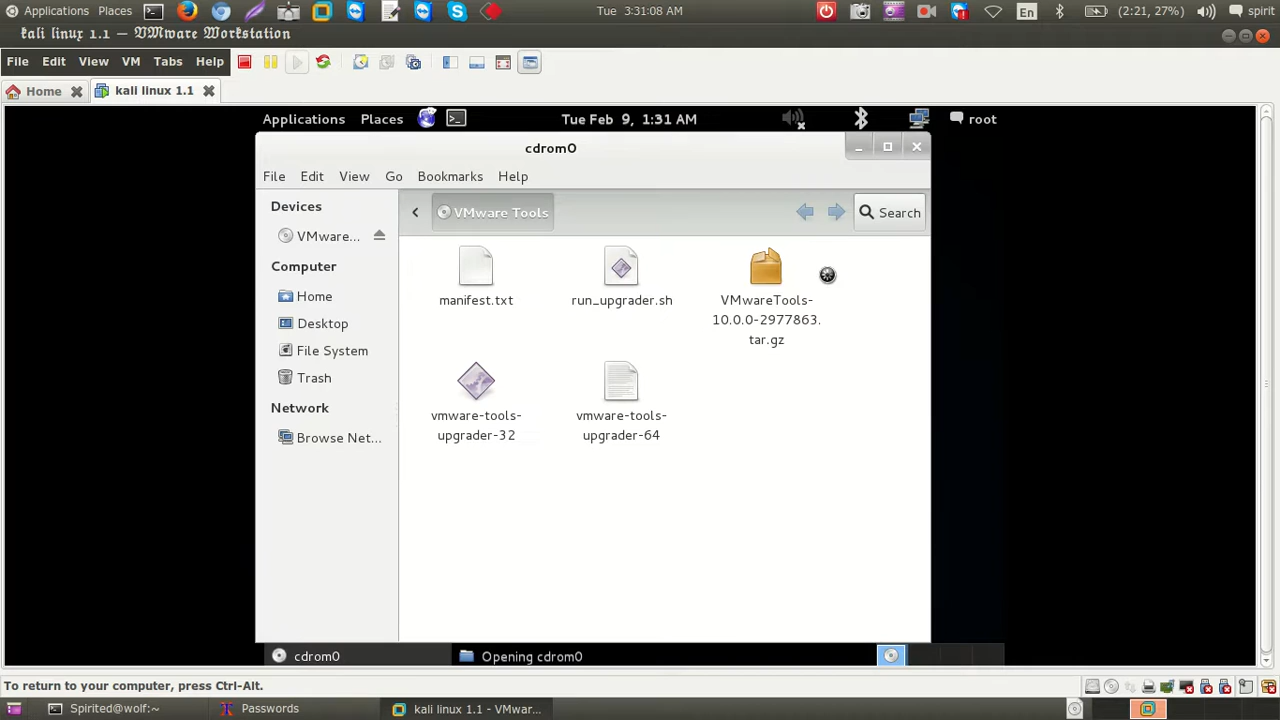 Applications Places Tue 3:31:08 AM En (2:21, 27%) spirit
kali linux 1.1 – VMware Workstation
File Edit View VM Tabs Help
Home kali linux 1.1
Applications Places Tue Feb 9, 1:31 AM root
cdrom0
File Edit View Go Bookmarks Help
Devices
VMware Tools
Search
VMware...
Computer
Home
Desktop
File System
Trash
Network
Browse Net...
manifest.txt
run_upgrader.sh
VMwareTools-
10.0.0-2977863.
tar.gz
vmware-tools-
upgrader-32
vmware-tools-
upgrader-64
cdrom0 Opening cdrom0
To return to your computer, press Ctrl-Alt.
Spirited@wolf:~ Passwords kali linux 1.1 - VMwar...